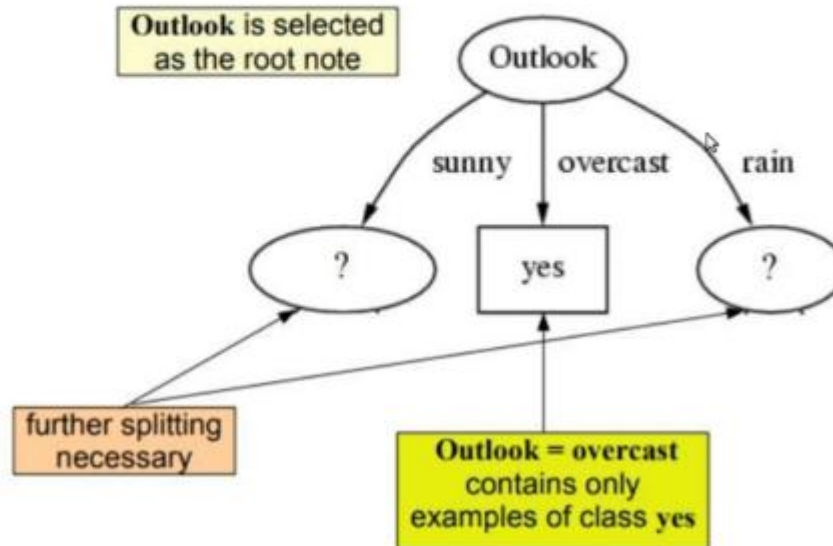 Outlook is selected
as the root note
Outlook
sunny
overcast
rain
?
yes
?
further splitting
necessary
Outlook = overcast
contains only
examples of class yes